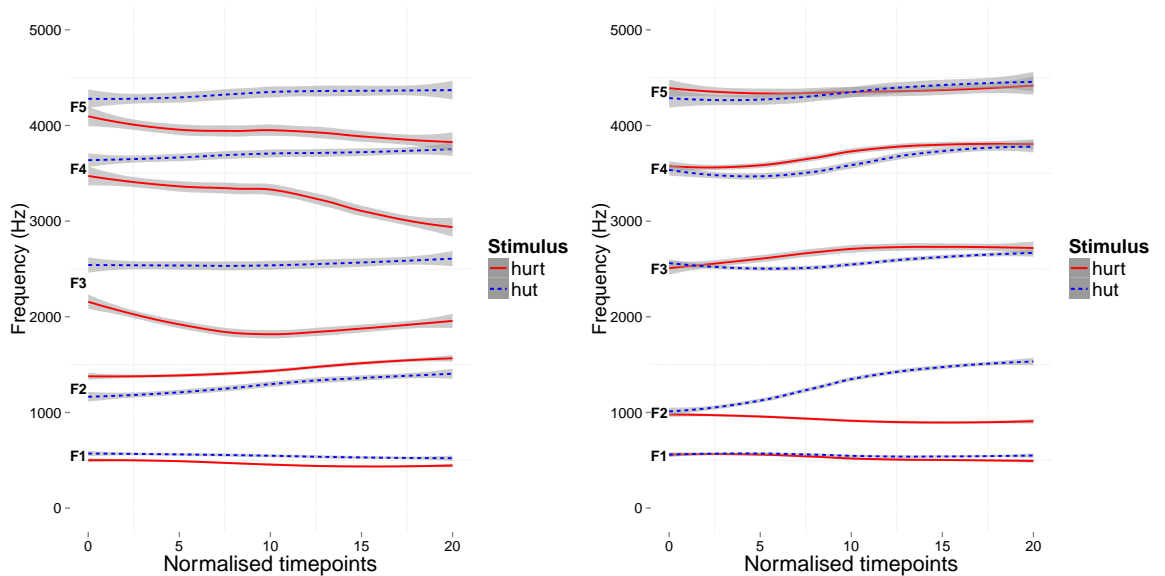 5000
4000
3000
2000
1000
0
Frequency (Hz)
F5
F4
F3
F2
F1
0 5 10 15 20
Normalised timepoints
Stimulus
hurt
hut
5000
4000
3000
2000
1000
0
Frequency (Hz)
F5
F4
F3
F2
F1
0 5 10 15 20
Normalised timepoints
Stimulus
hurt
hut